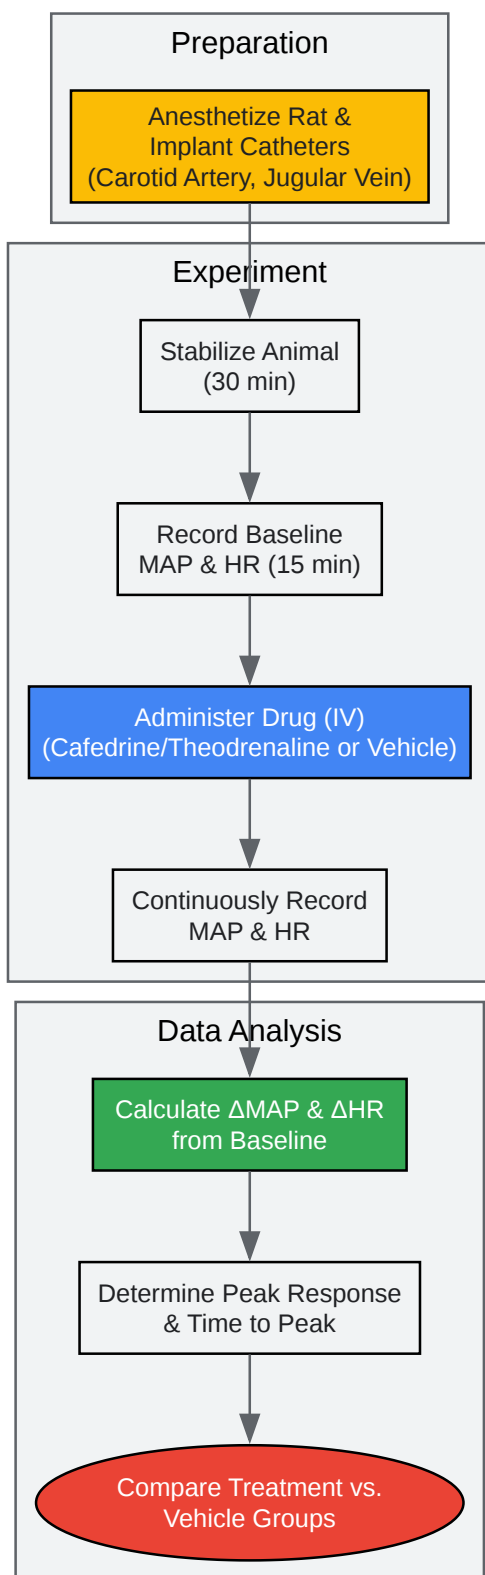 Preparation
Anesthetize Rat &
Implant Catheters
(Carotid Artery, Jugular Vein)
Experiment
Stabilize Animal
(30 min)
Record Baseline
MAP & HR (15 min)
Administer Drug (IV)
(Cafedrine/Theodrenaline or Vehicle)
Continuously Record
MAP & HR
Data Analysis
Calculate ΔMAP & ΔHR
from Baseline
Determine Peak Response
& Time to Peak
Compare Treatment vs.
Vehicle Groups